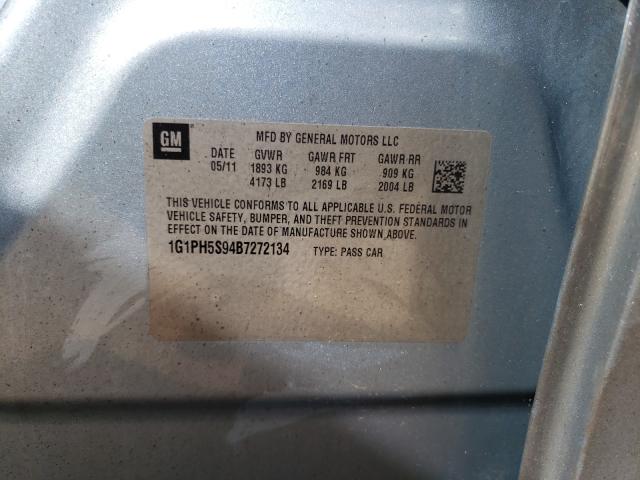 GM
MFD BY GENERAL MOTORS LLC
DATE GVWR GAWR FRT GAWR RR
05/11 1893 KG 984 KG 909 KG
4173 LB 2169 LB 2004 LB
THIS VEHICLE CONFORMS TO ALL APPLICABLE U.S. FEDERAL MOTOR
VEHICLE SAFETY, BUMPER, AND THEFT PREVENTION STANDARDS IN
EFFECT ON THE DATE OF MANUFACTURE SHOWN ABOVE.
1G1PH5S94B7272134 TYPE: PASS CAR